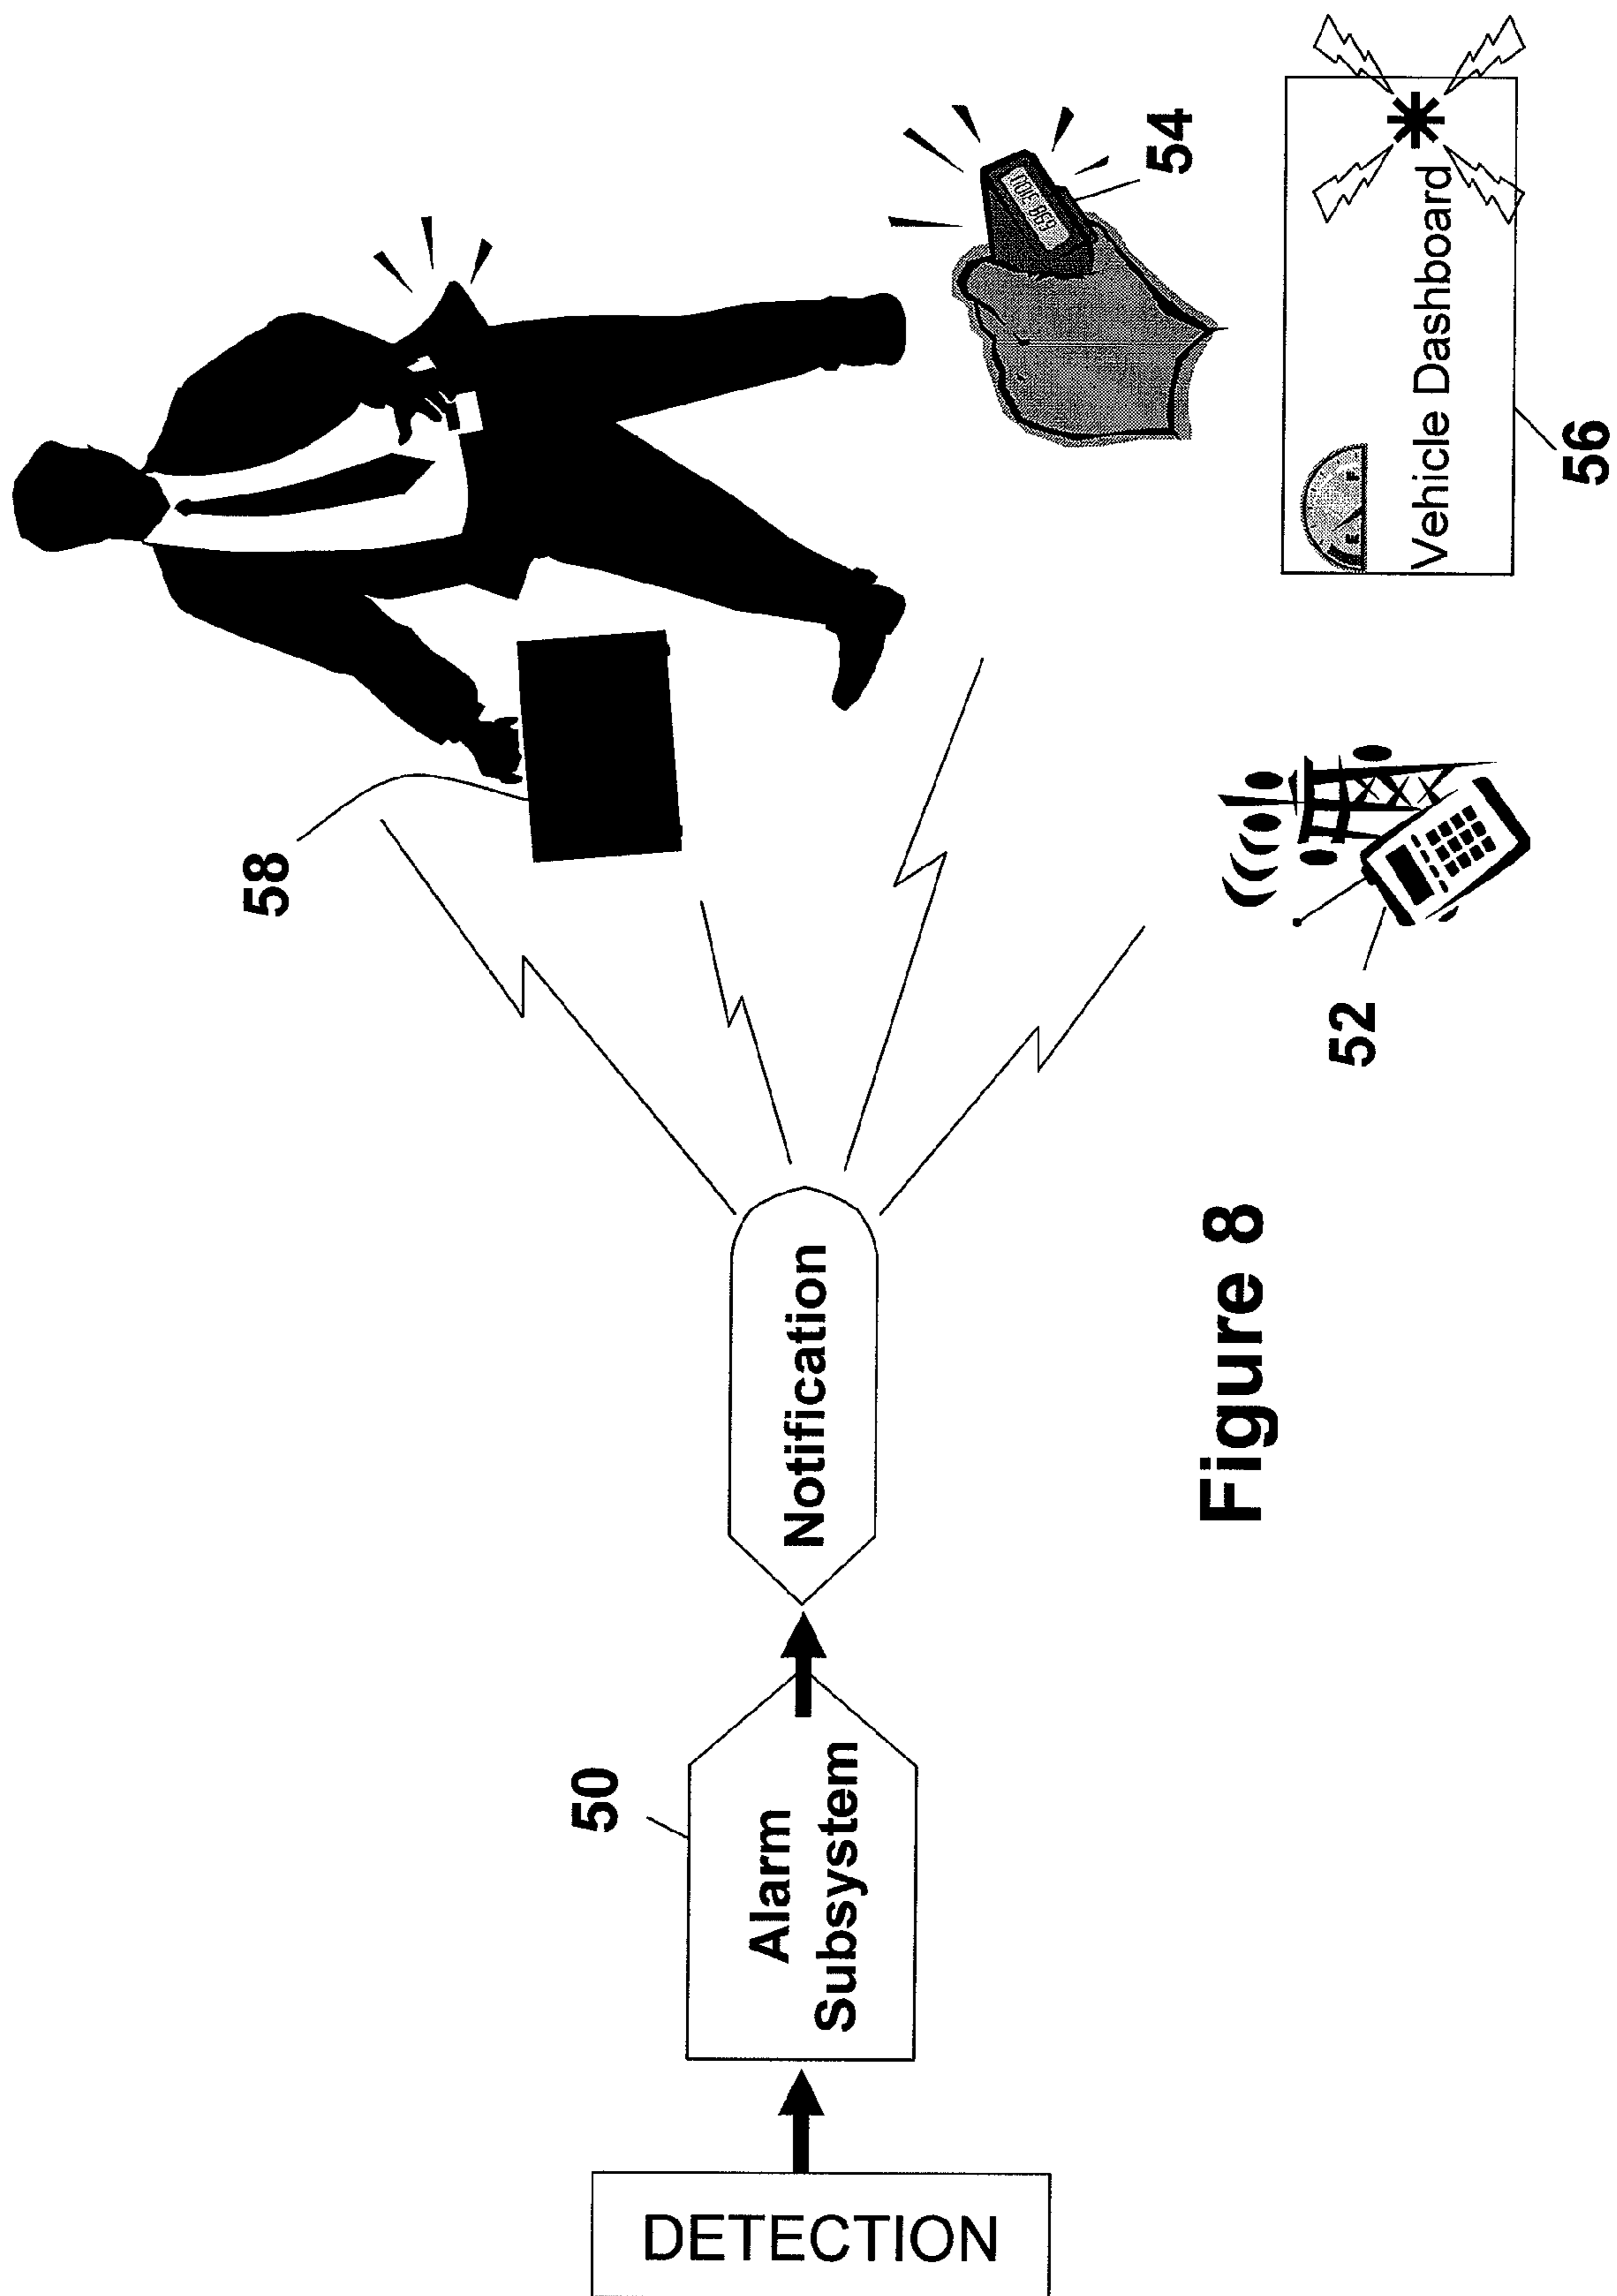 DETECTION
Alarm
Subsystem
50
Notification
58
54
52
E F
Vehicle Dashboard
56
Figure 8